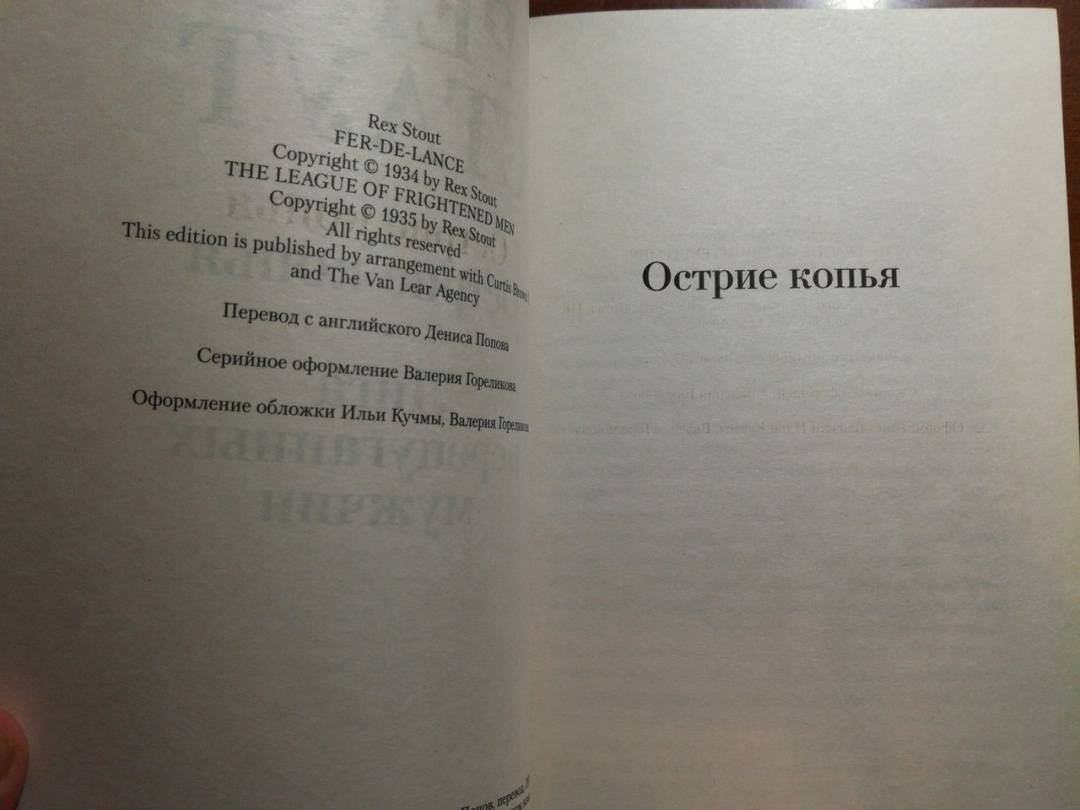 Rex Stout
FER-DE-LANCE
Copyright © 1934 by Rex Stout
THE LEAGUE OF FRIGHTENED MEN
Copyright © 1935 by Rex Stout
All rights reserved
This edition is published by arrangement with Curtis Brown
and The Van Lear Agency
Перевод с английского Дениса Попова
Серийное оформление Валерия Гореликова
Оформление обложки Ильи Кучмы, Валерия Гореликова
перевод,
Острие копья